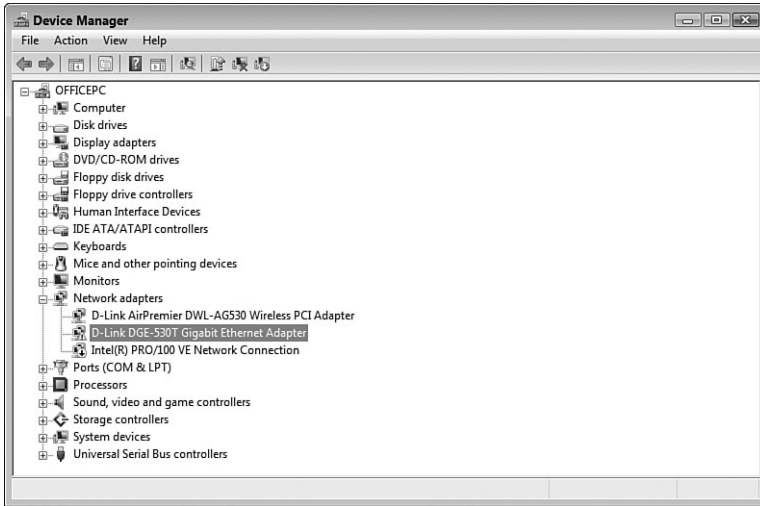 Device Manager
File Action View Help
OFFICEPC
Computer
Disk drives
Display adapters
DVD/CD-ROM drives
Floppy disk drives
Floppy drive controllers
Human Interface Devices
IDE ATA/ATAPI controllers
Keyboards
Mice and other pointing devices
Monitors
Network adapters
D-Link AirPremier DWL-AG530 Wireless PCI Adapter
D-Link DGE-530T Gigabit Ethernet Adapter
Intel(R) PRO/100 VE Network Connection
Ports (COM & LPT)
Processors
Sound, video and game controllers
Storage controllers
System devices
Universal Serial Bus controllers